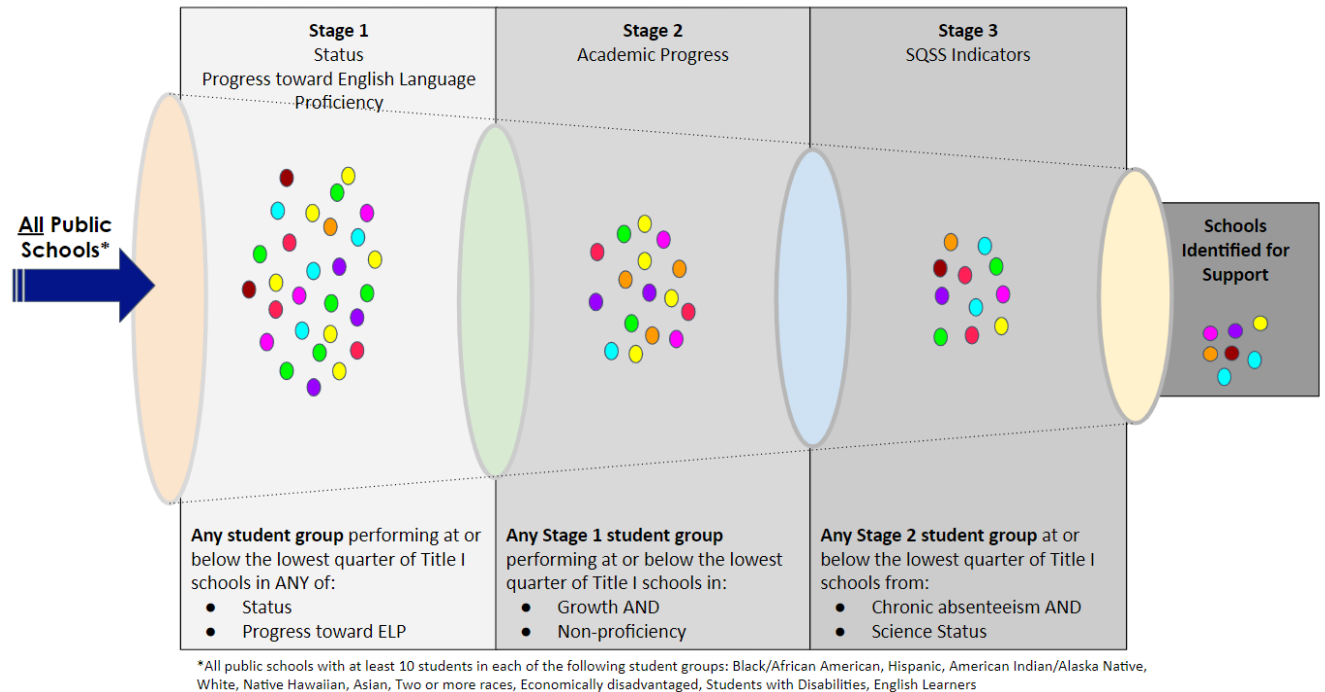 Stage 1
Status
Progress toward English Language
Proficiency
Stage 2
Academic Progress
Stage 3
SQSS Indicators
All Public
Schools*
Schools
Identified for
Support
Any student group performing at or
below the lowest quarter of Title I
schools in ANY of:
● Status
● Progress toward ELP
Any Stage 1 student group
performing at or below the lowest
quarter of Title I schools in:
● Growth AND
● Non-proficiency
Any Stage 2 student group at or
below the lowest quarter of Title I
schools from:
● Chronic absenteeism AND
● Science Status
*All public schools with at least 10 students in each of the following student groups: Black/African American, Hispanic, American Indian/Alaska Native,
White, Native Hawaiian, Asian, Two or more races, Economically disadvantaged, Students with Disabilities, English Learners